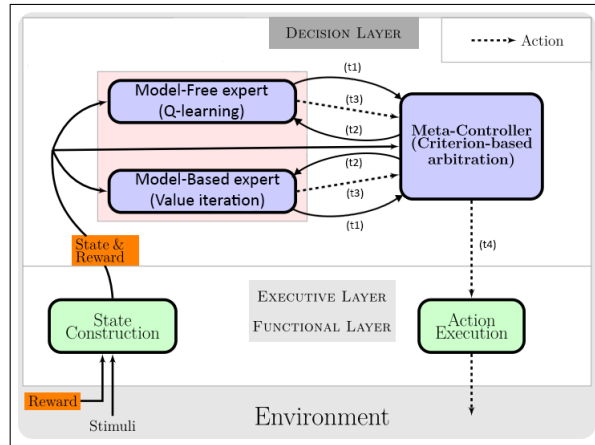 DECISION LAYER
Action
Model-Free expert
(Q-learning)
(t1)
(t3)
(t2)
Meta-Controller
(Criterion-based
arbitration)
Model-Based expert
(Value iteration)
(t2)
(t3)
(t1)
State &
Reward
(t4)
EXECUTIVE LAYER
FUNCTIONAL LAYER
State
Construction
Action
Execution
Reward
Stimuli
Environment